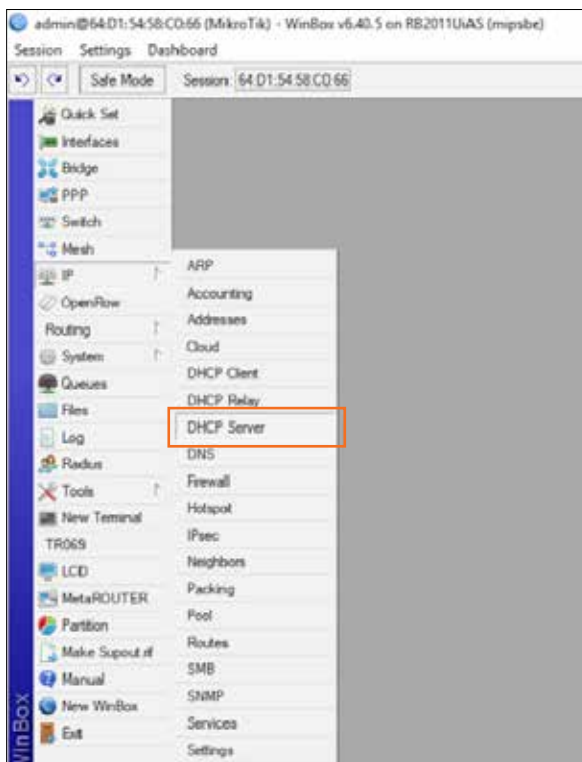 admin@64:D1:54:58:C0:66 (MikroTik) - WinBox v6.40.5 on RB2011UiAS (mipsbe)
Session Settings Dashboard
Safe Mode Session: 64:D1:54:58:C0:66
Quick Set
Interfaces
Bridge
PPP
Switch
Mesh
IP
OpenFlow
Routing
System
Queues
Files
Log
Radius
Tools
New Terminal
TR069
LCD
MetaROUTER
Partition
Make Supout.rif
Manual
New WinBox
Exit
ARP
Accounting
Addresses
Cloud
DHCP Client
DHCP Relay
DHCP Server
DNS
Firewall
Hotspot
IPsec
Neighbors
Packing
Pool
Routes
SMB
SNMP
Services
Settings
WinBox